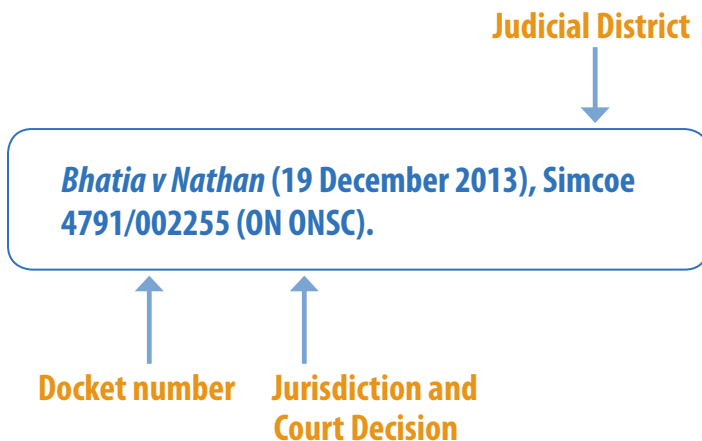 Judicial District
Bhatia v Nathan (19 December 2013), Simcoe
4791/002255 (ON ONSC).
Docket number
Jurisdiction and
Court Decision